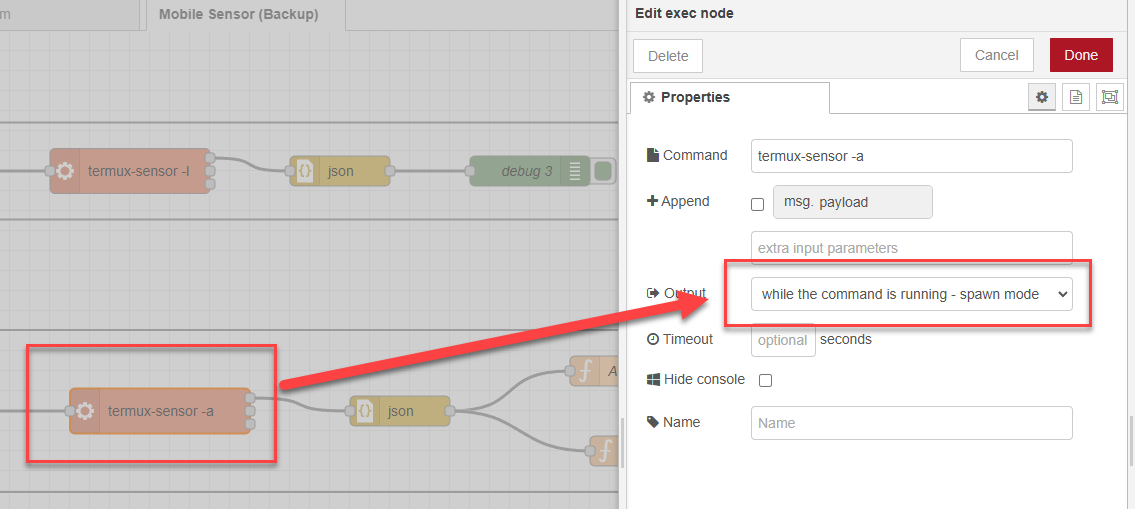 m
Mobile Sensor (Backup)
termux-sensor -l
json
debug 3
termux-sensor -a
json
A
Edit exec node
Delete
Cancel
Done
Properties
Command
termux-sensor -a
Append
msg. payload
extra input parameters
Output
while the command is running - spawn mode
Timeout
optional
seconds
Hide console
Name
Name